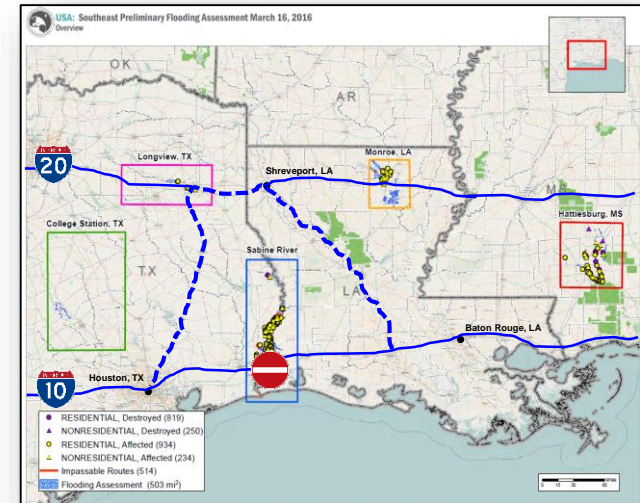 USA: Southeast Preliminary Flooding Assessment March 16, 2016
Overview
OK
AR
Longview, TX
Monroe, LA
INTERSTATE
20
Shreveport, LA
College Station, TX
Hattiesburg, MS
Sabine River
TX
LA
Baton Rouge, LA
INTERSTATE
10
Houston, TX
RESIDENTIAL, Destroyed (819)
NONRESIDENTIAL, Destroyed (250)
RESIDENTIAL, Affected (934)
NONRESIDENTIAL, Affected (234)
Impassable Routes (514)
Flooding Assessment (503 mi²)